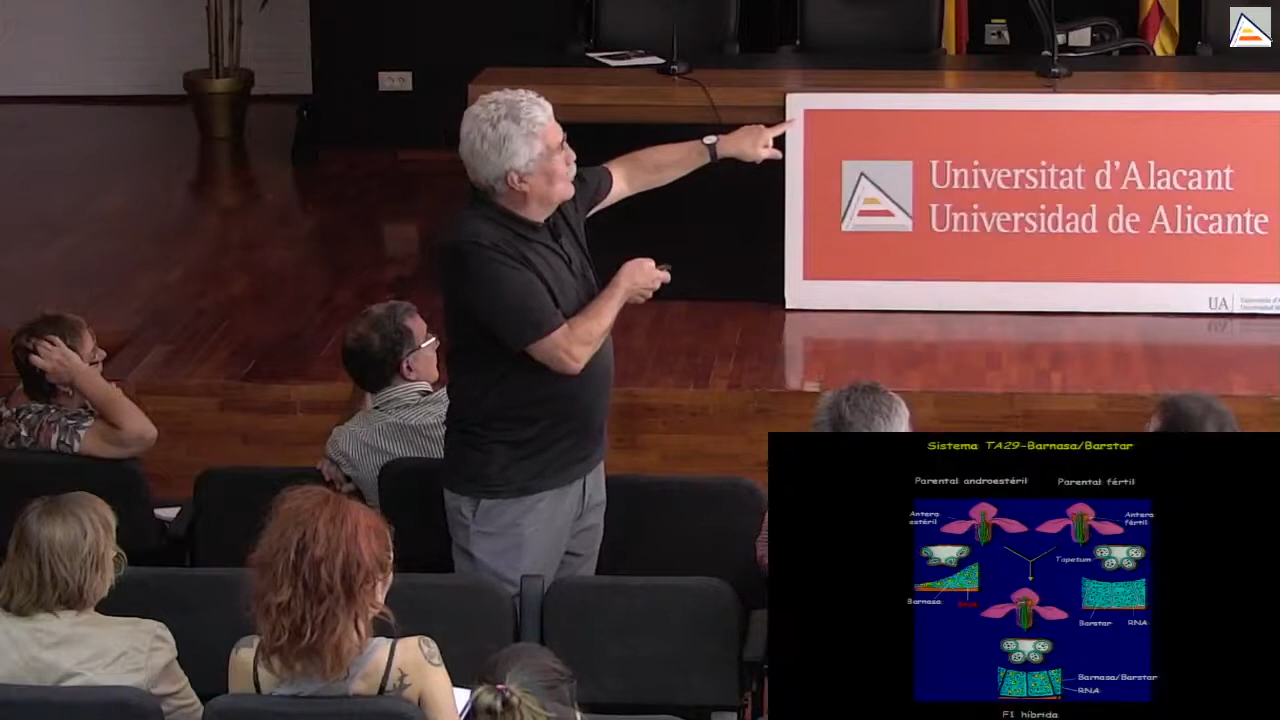 Universitat d'Alacant
Universidad de Alicante
UA
Sistema TA29-Barnasa/Barstar
Parental androestéril
Parental fértil
Antera
estéril
Antera
fértil
Tapetum
Barnasa
RNA
Barstar
RNA
Barnasa/Barstar
RNA
F1 híbrida